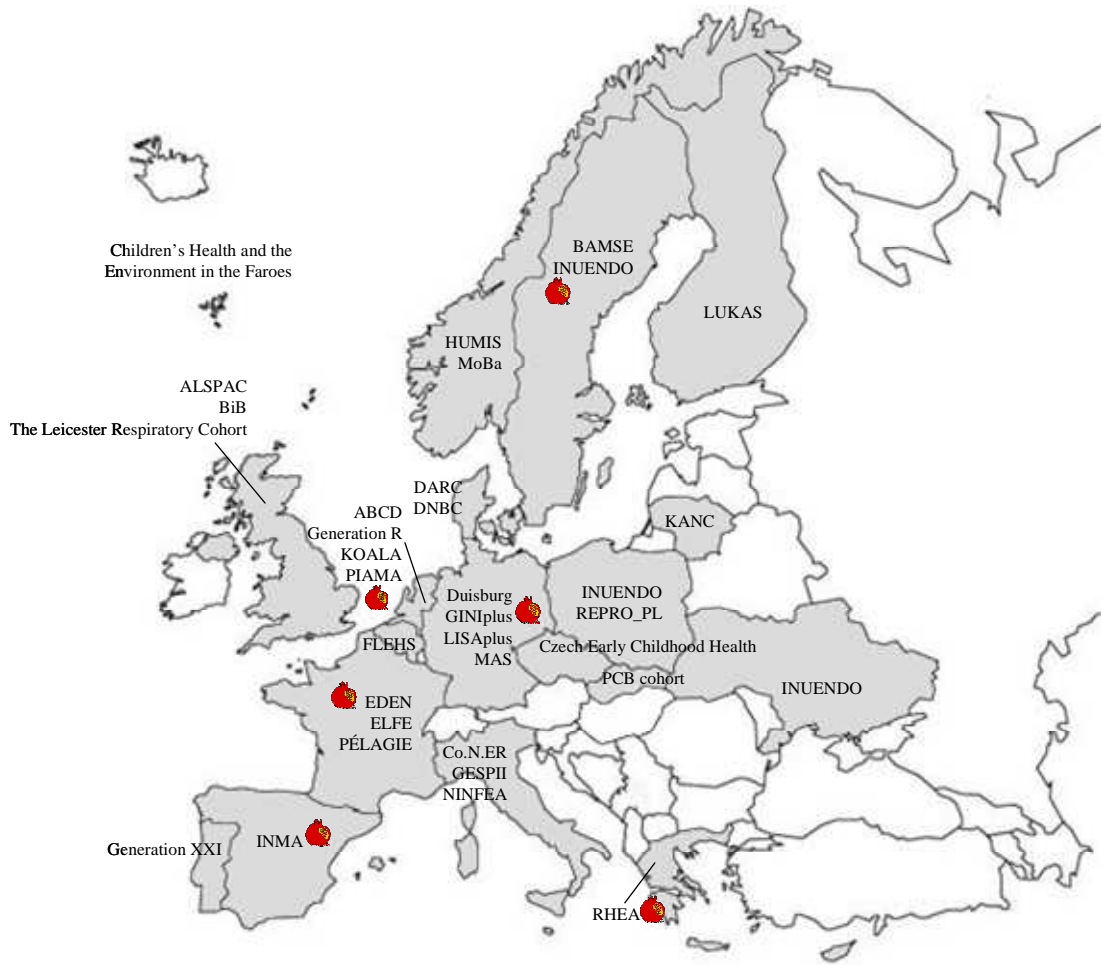 Children's Health and the
Environment in the Faroes
BAMSE
INUENDO
LUKAS
HUMIS
MoBa
ALSPAC
BiB
The Leicester Respiratory Cohort
DARC
DNBC
ABCD
Generation R
KOALA
PIAMA
KANC
Duisburg
GINIplus
LISAplus
MAS
INUENDO
REPRO_PL
FLEHS
Czech Early Childhood Health
PCB cohort
INUENDO
EDEN
ELFE
PÉLAGIE
Co.N.ER
GESPII
NINFEA
Generation XXI
INMA
RHEA